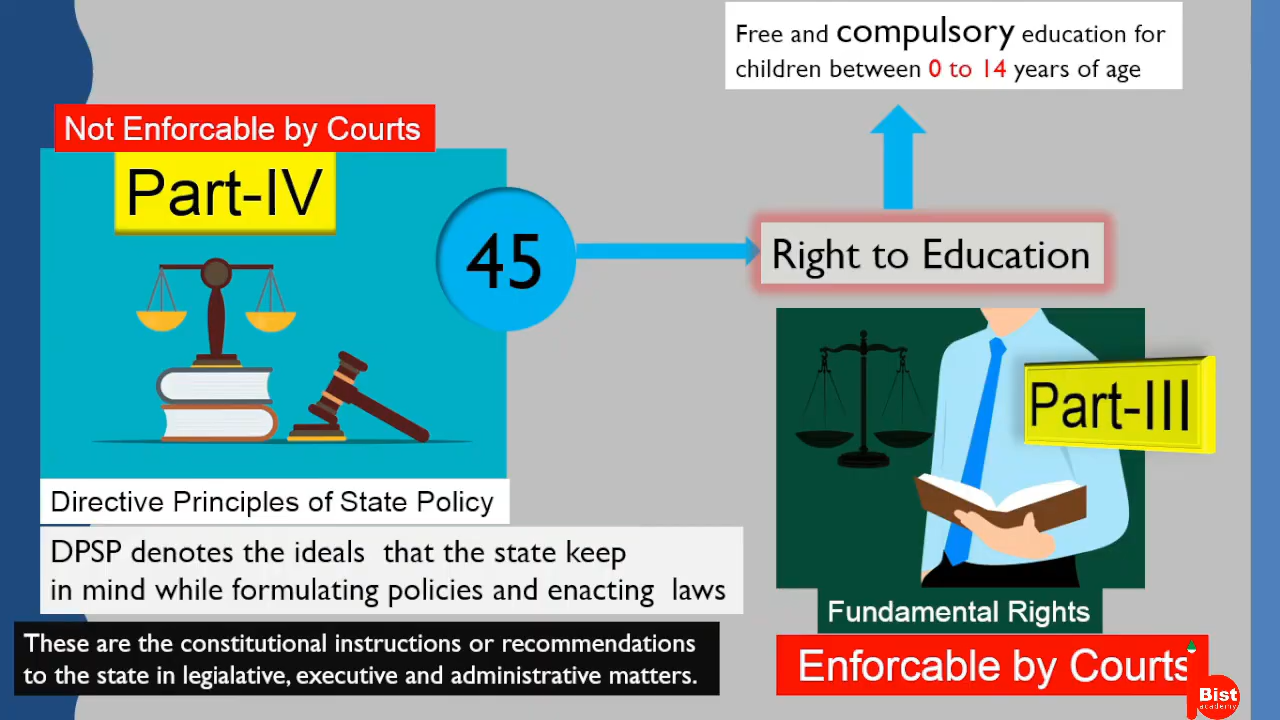 Free and compulsory education for
children between 0 to 14 years of age
Not Enforcable by Courts
Part-IV
45
Right to Education
Part-III
Directive Principles of State Policy
DPSP denotes the ideals that the state keep
in mind while formulating policies and enacting laws
These are the constitutional instructions or recommendations
to the state in legialative, executive and administrative matters.
Fundamental Rights
Enforcable by Courts
Bist
academy